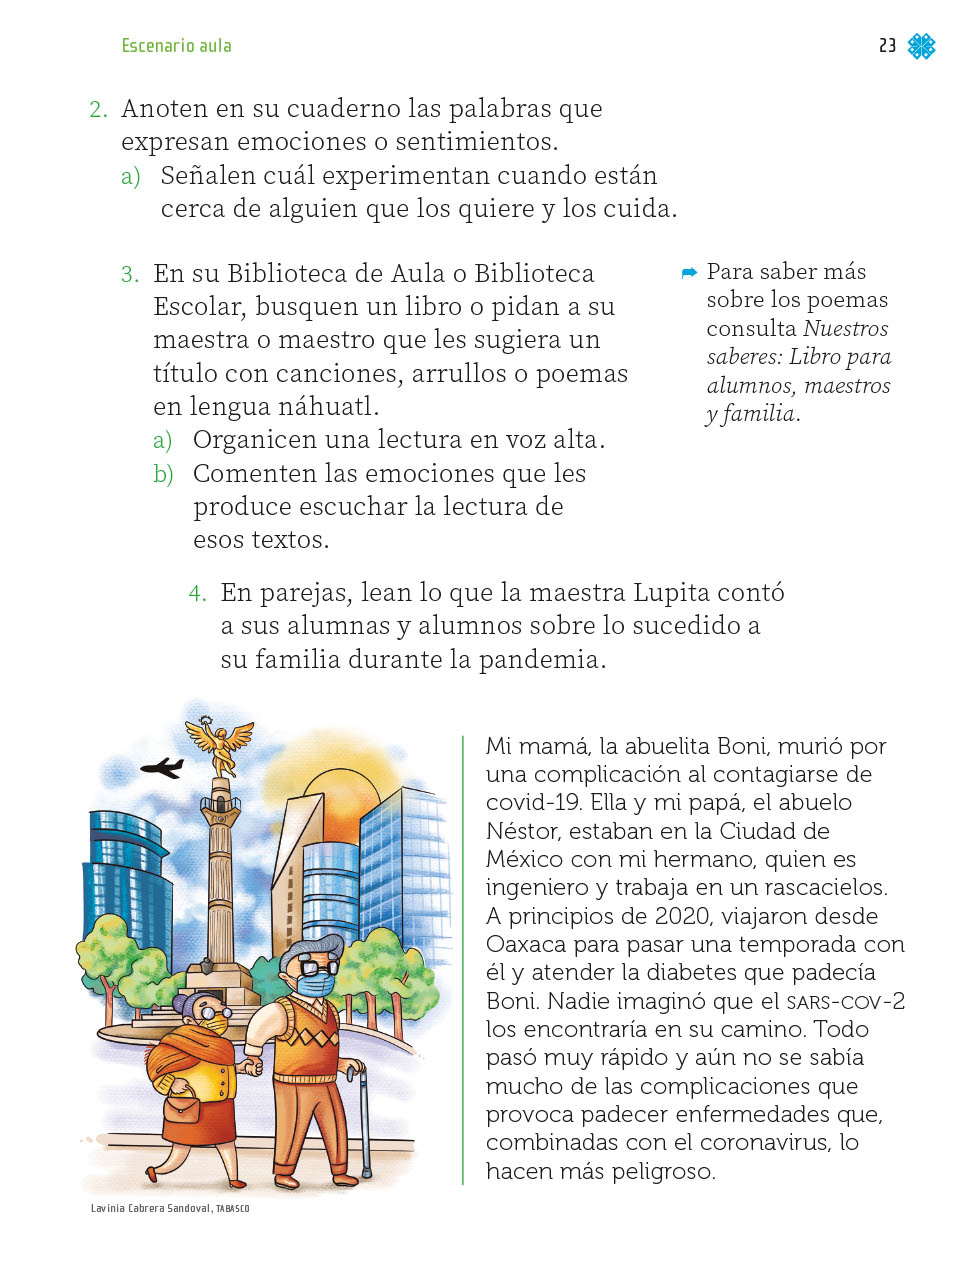 Escenario aula
23
2. Anoten en su cuaderno las palabras que
expresan emociones o sentimientos.
a) Señalen cuál experimentan cuando están
cerca de alguien que los quiere y los cuida.
3. En su Biblioteca de Aula o Biblioteca
Escolar, busquen un libro o pidan a su
maestra o maestro que les sugiera un
título con canciones, arrullos o poemas
en lengua náhuatl.
a) Organicen una lectura en voz alta.
b) Comenten las emociones que les
produce escuchar la lectura de
esos textos.
Para saber más
sobre los poemas
consulta Nuestros
saberes: Libro para
alumnos, maestros
y familia.
4. En parejas, lean lo que la maestra Lupita contó
a sus alumnas y alumnos sobre lo sucedido a
su familia durante la pandemia.
Mi mamá, la abuelita Boni, murió por
una complicación al contagiarse de
covid-19. Ella y mi papá, el abuelo
Néstor, estaban en la Ciudad de
México con mi hermano, quien es
ingeniero y trabaja en un rascacielos.
A principios de 2020, viajaron desde
Oaxaca para pasar una temporada con
él y atender la diabetes que padecía
Boni. Nadie imaginó que el SARS-COV-2
los encontraría en su camino. Todo
pasó muy rápido y aún no se sabía
mucho de las complicaciones que
provoca padecer enfermedades que,
combinadas con el coronavirus, lo
hacen más peligroso.
Lavinia Cabrera Sandoval, TABASCO